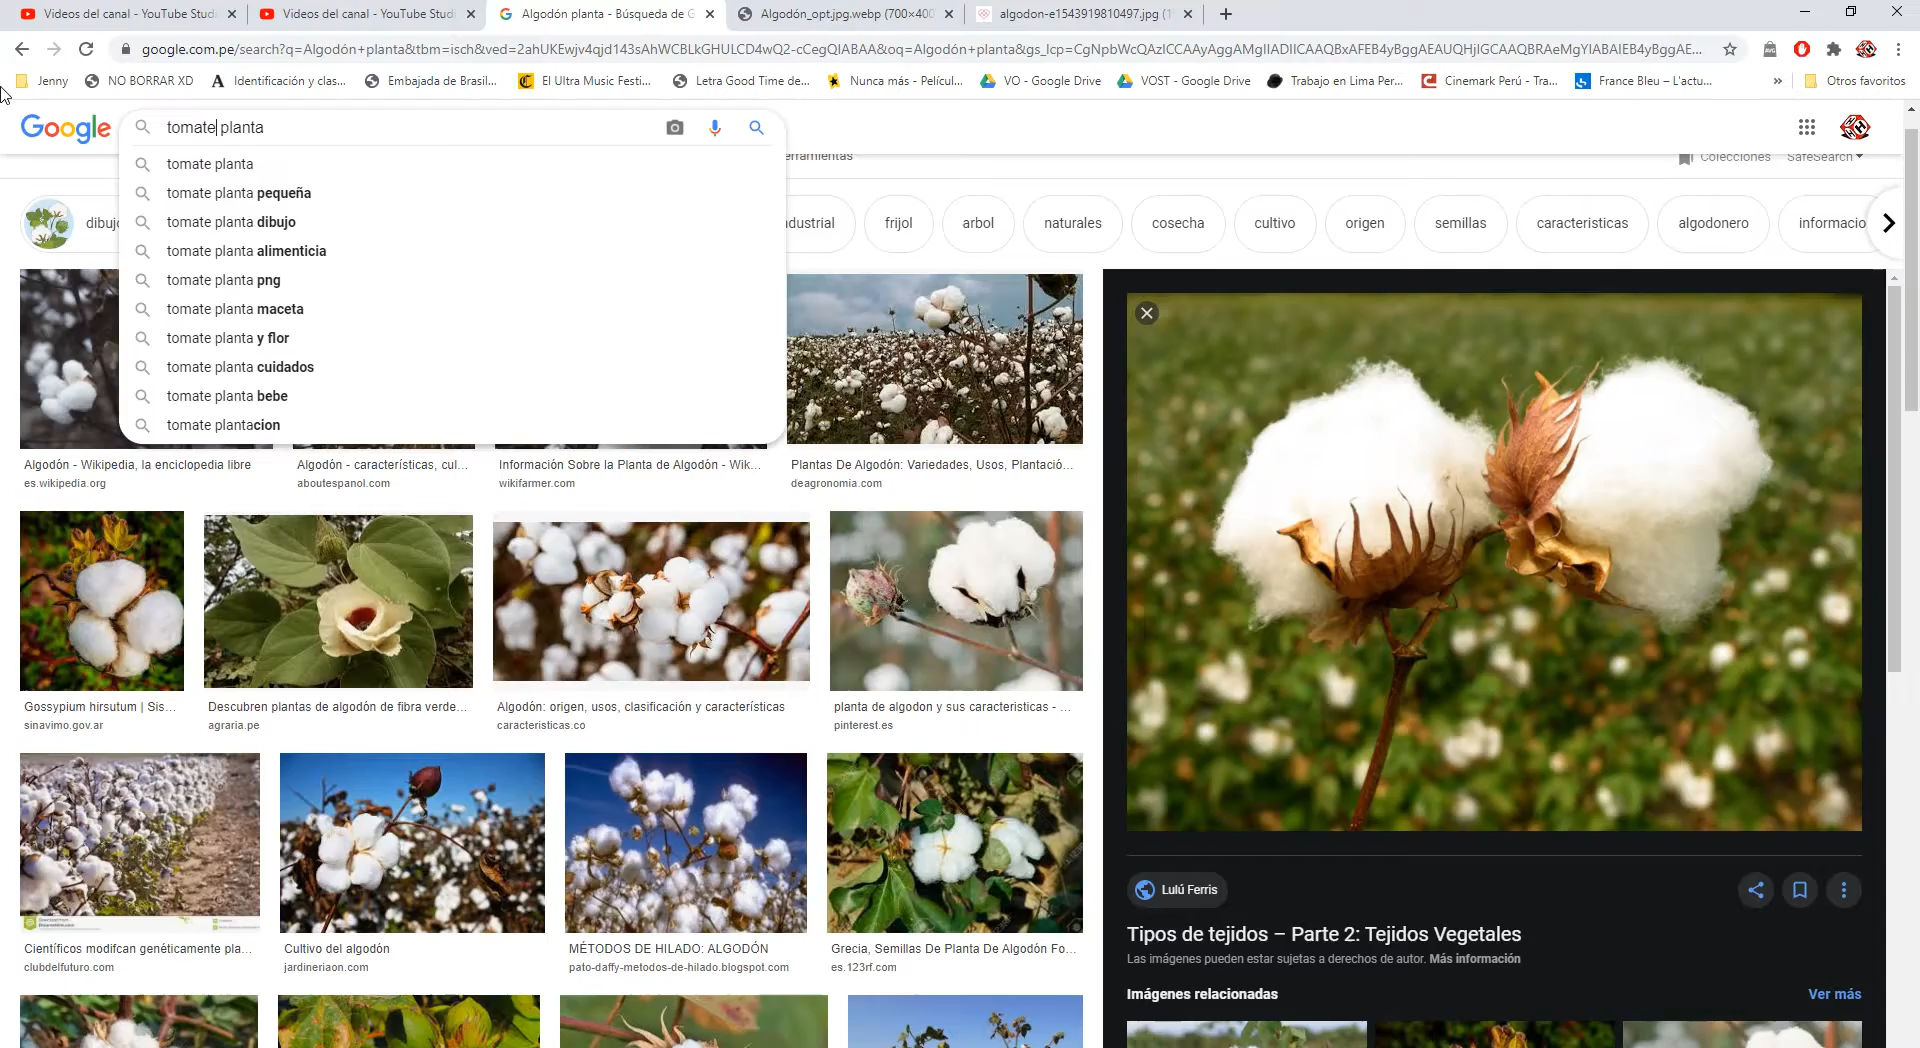 Videos del canal - YouTube Studi
Videos del canal - YouTube Studi
Algodón planta - Búsqueda de G
Algodón_opt.jpg.webp (700×400
algodon-e1543919810497.jpg (1
google.com.pe/search?q=Algodón+planta&tbm=isch&ved=2ahUKEwjv4qjd143sAhWCBLkGHULCD4wQ2-cCegQIABAA&oq=Algodón+planta&gs_lcp=CgNpbWcQAzICCAAyAggAMgIIADIICAAQBxAFEB4yBggAEAUQHjIGCAAQBRAeMgYIABAIEB4yBggAE...
Jenny
NO BORRAR XD
Identificación y clas...
Embajada de Brasil...
El Ultra Music Festi...
Letra Good Time de...
Nunca más - Películ...
VO - Google Drive
VOST - Google Drive
Trabajo en Lima Per...
Cinemark Perú - Tra...
France Bleu – L'actu...
»
Otros favoritos
Google
tomate planta
erramientas
Colecciones
SafeSearch
tomate planta
tomate planta pequeña
tomate planta dibujo
tomate planta alimenticia
tomate planta png
tomate planta maceta
tomate planta y flor
tomate planta cuidados
tomate planta bebe
tomate plantacion
dibujo
ndustrial
frijol
arbol
naturales
cosecha
cultivo
origen
semillas
caracteristicas
algodonero
informacio
Algodón - Wikipedia, la enciclopedia libre
es.wikipedia.org
Algodón - características, cul...
aboutespanol.com
Información Sobre la Planta de Algodón - Wik...
wikifarmer.com
Plantas De Algodón: Variedades, Usos, Plantació...
deagronomia.com
Gossypium hirsutum | Sis...
sinavimo.gov.ar
Descubren plantas de algodón de fibra verde...
agraria.pe
Algodón: origen, usos, clasificación y características
caracteristicas.co
planta de algodon y sus caracteristicas - ...
pinterest.es
Científicos modifcan genéticamente pla...
clubdelfuturo.com
Cultivo del algodón
jardineriaon.com
MÉTODOS DE HILADO: ALGODÓN
pato-daffy-metodos-de-hilado.blogspot.com
Grecia, Semillas De Planta De Algodón Fo...
es.123rf.com
Lulú Ferris
Tipos de tejidos – Parte 2: Tejidos Vegetales
Las imágenes pueden estar sujetas a derechos de autor. Más información
Imágenes relacionadas
Ver más